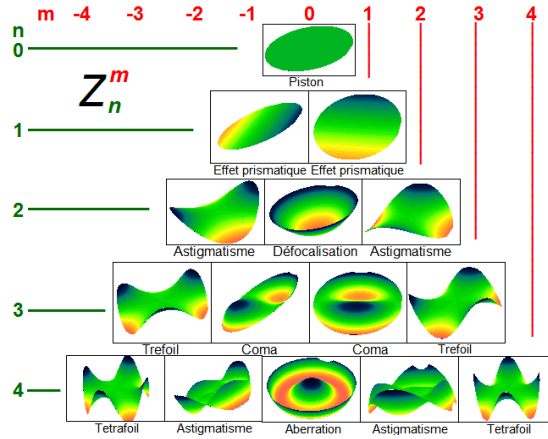 m -4 -3 -2 -1 0 1 2 3 4
n
0
Piston
Z m n
1
Effet prismatique Effet prismatique
2
Astigmatisme Défocalisation Astigmatisme
3
Trefoil Coma Coma Trefoil
4
Tetrafoil Astigmatisme Aberration Astigmatisme Tetrafoil